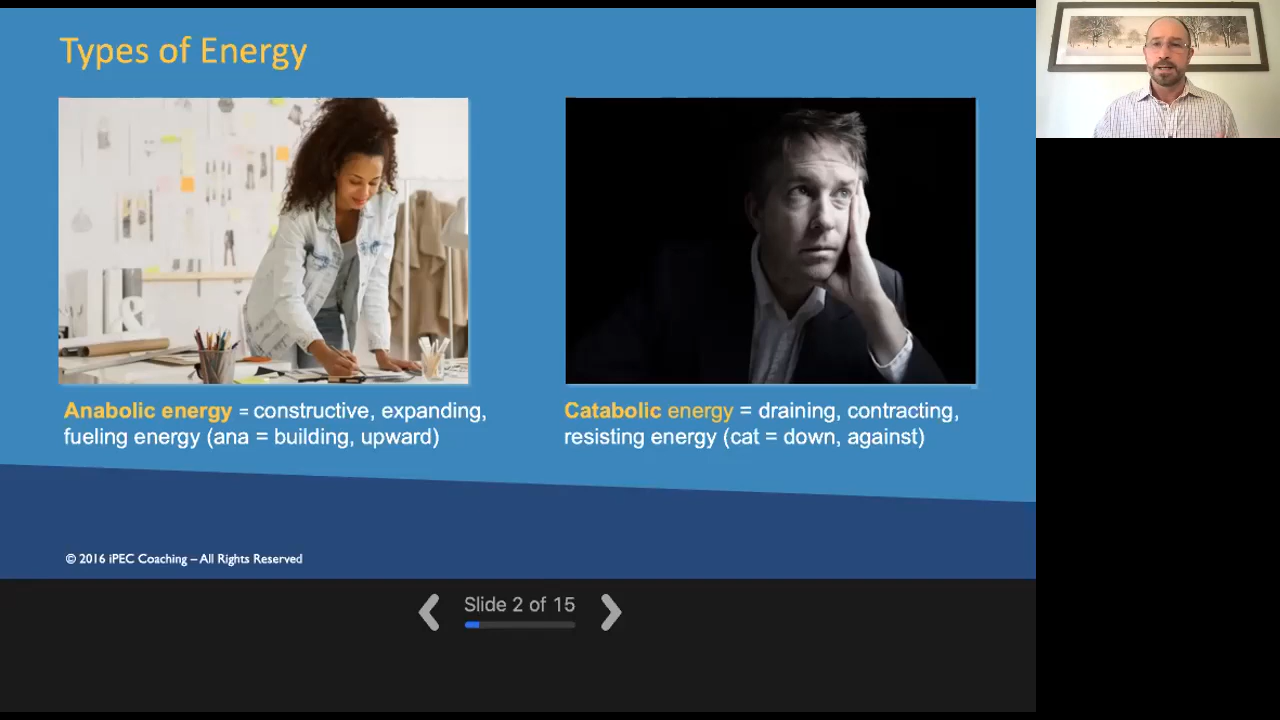 Types of Energy
&
Anabolic energy = constructive, expanding,
fueling energy (ana = building, upward)
Catabolic energy = draining, contracting,
resisting energy (cat = down, against)
© 2016 iPEC Coaching – All Rights Reserved
Slide 2 of 15